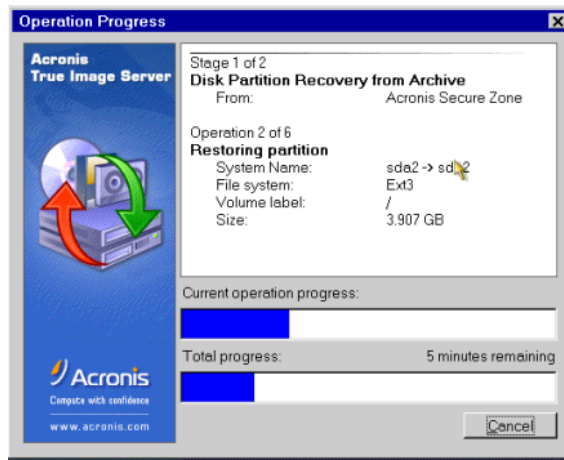 Operation Progress
Acronis
True Image Server
Stage 1 of 2
Disk Partition Recovery from Archive
From: Acronis Secure Zone
Operation 2 of 6
Restoring partition
System Name: sda2 -> sd 2
File system: Ext3
Volume label: /
Size: 3.907 GB
Current operation progress:
Total progress: 5 minutes remaining
Acronis
Compute with confidence
www.acronis.com
Cancel